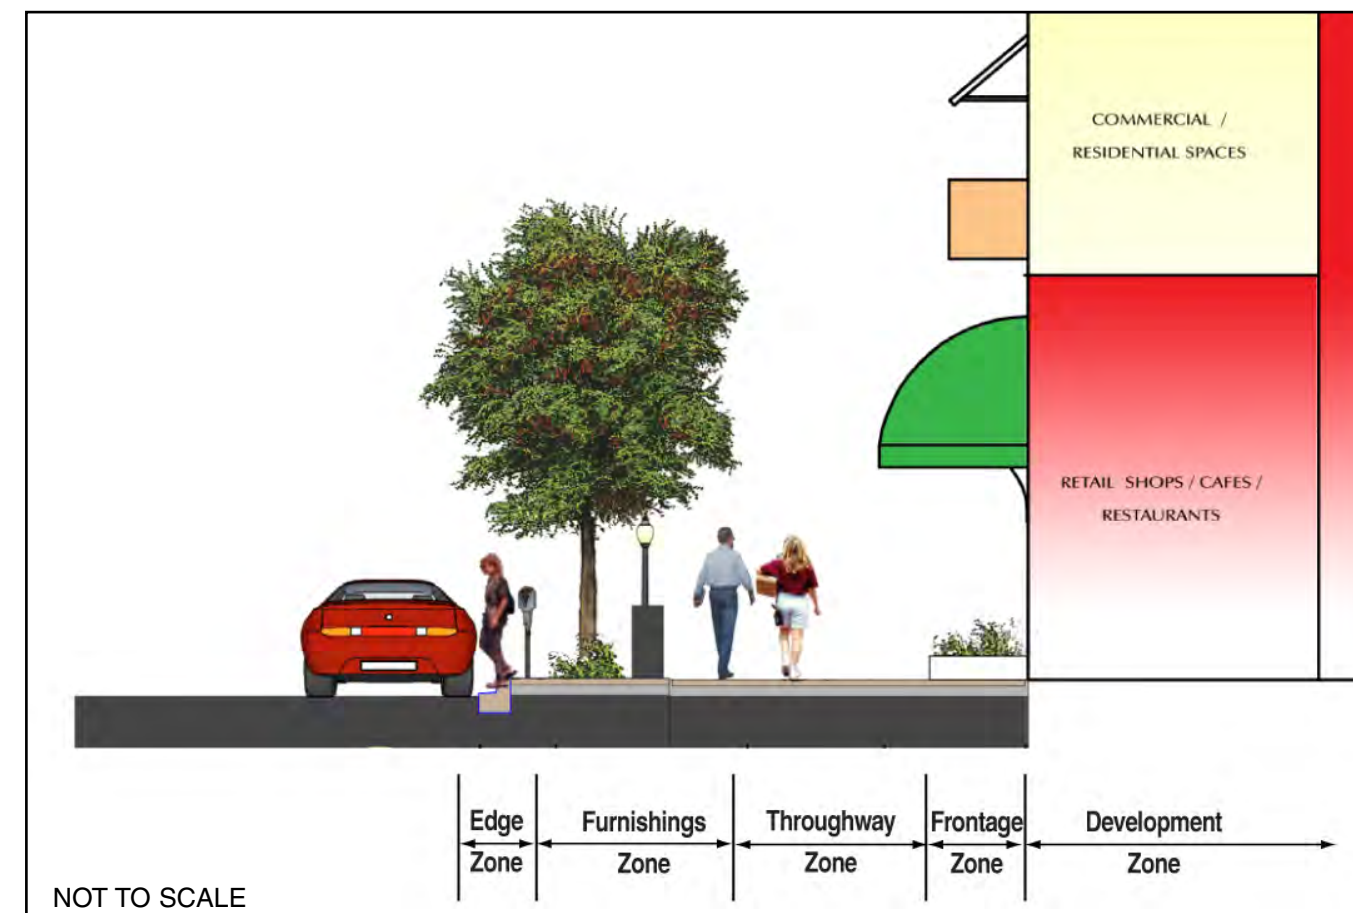 COMMERCIAL /
RESIDENTIAL SPACES
RETAIL SHOPS / CAFES /
RESTAURANTS
Edge
Zone
Furnishings
Zone
Throughway
Zone
Frontage
Zone
Development
Zone
NOT TO SCALE